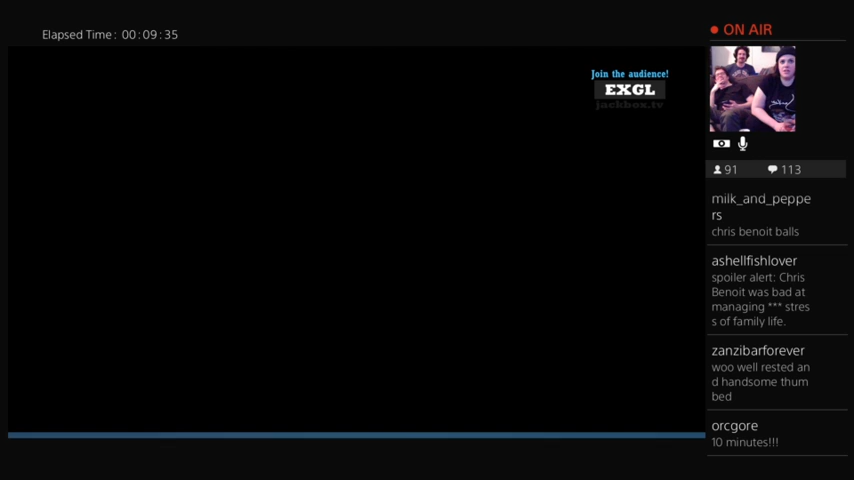 Elapsed Time: 00:09:35
ON AIR
Join the audience!
EXGL
jackbox.tv
91
113
milk_and_peppe
rs
chris benoit balls
ashellfishlover
spoiler alert: Chris
Benoit was bad at
managing *** stres
s of family life.
zanzibarforever
woo well rested an
d handsome thum
bed
orcgore
10 minutes!!!